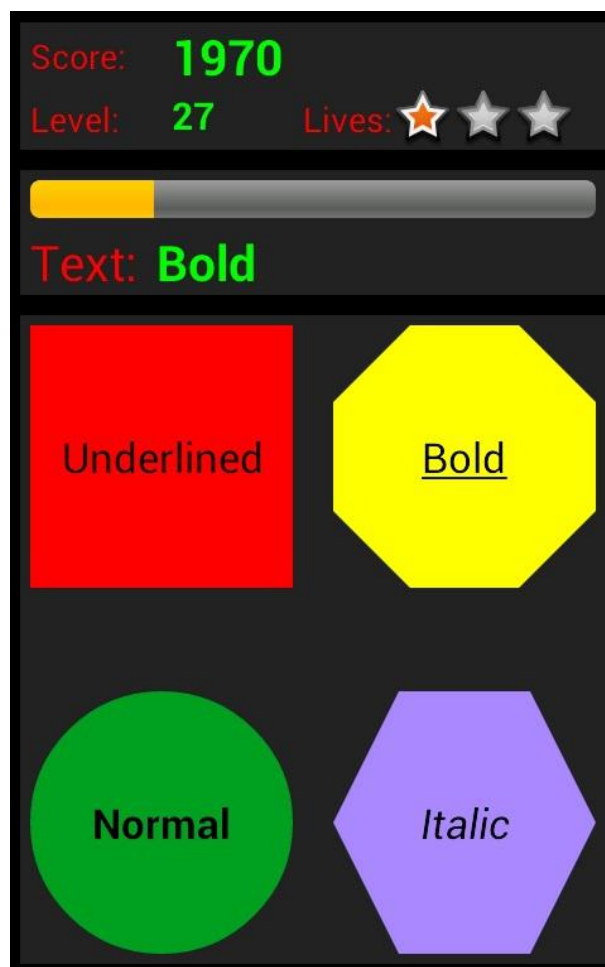 Score: 1970
Level: 27 Lives:
Text: Bold
Underlined Bold
Normal Italic